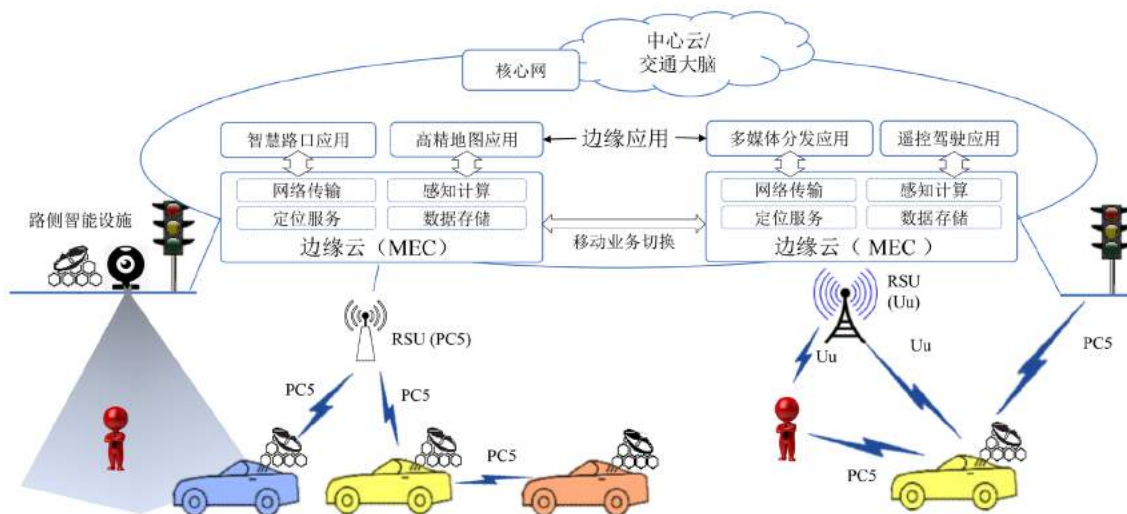 中心云/
交通大脑
核心网
智慧路口应用
高精地图应用
边缘应用
多媒体分发应用
遥控驾驶应用
网络传输
感知计算
定位服务
数据存储
边缘云（MEC）
移动业务切换
网络传输
感知计算
定位服务
数据存储
边缘云（MEC）
路侧智能设施
RSU (PC5)
RSU
(Uu)
Uu
Uu
PC5
PC5
PC5
PC5
PC5